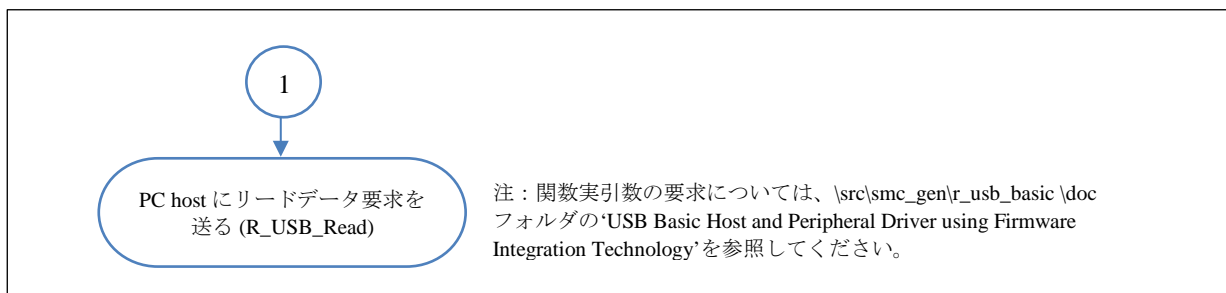 1
PC host にリードデータ要求を
送る (R_USB_Read)
注：関数実引数の要求については、\src\smc_gen\r_usb_basic \doc
フォルダの‘USB Basic Host and Peripheral Driver using Firmware
Integration Technology’を参照してください。